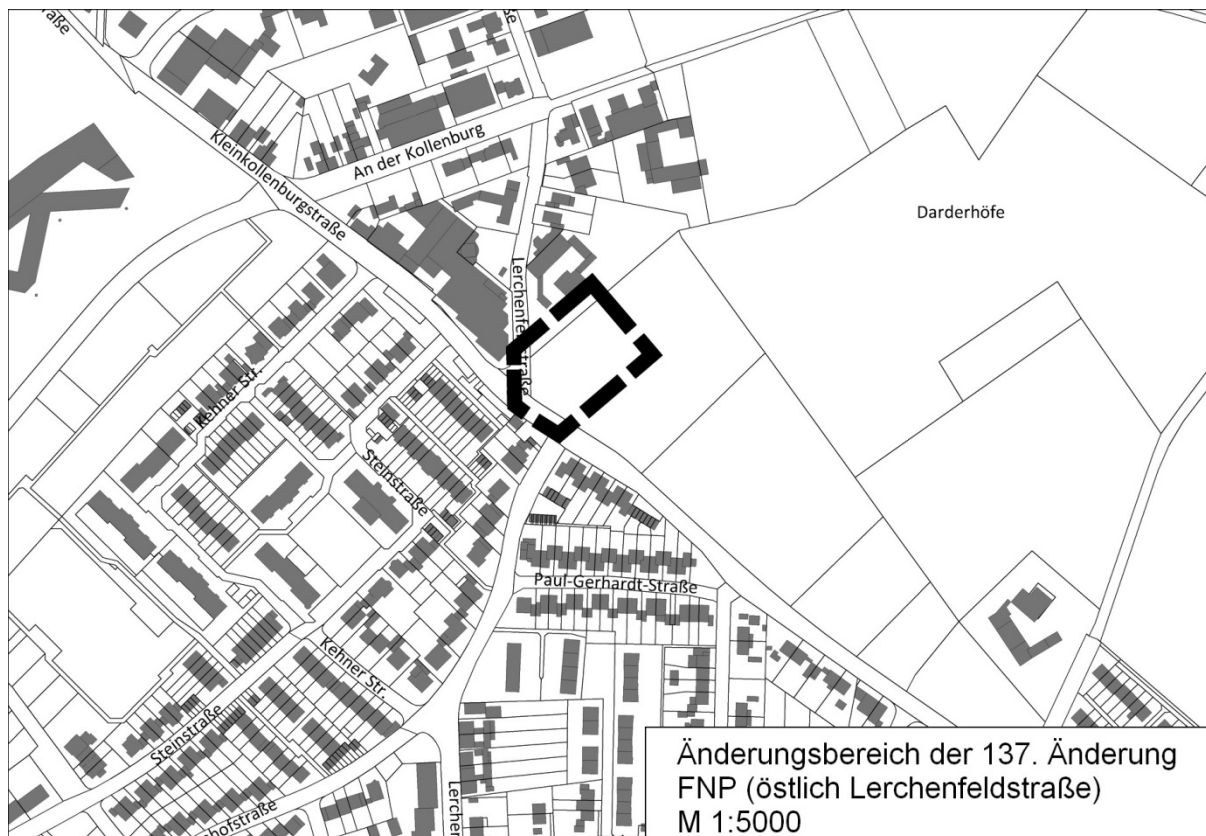 An der Kollenburg
Kleinkollenburgstraße
Darderhöfe
Lerchenfeldstraße
Kehner Str.
Steinstraße
Paul-Gerhardt-Straße
Kehner Str.
Steinstraße
Änderungsbereich der 137. Änderung
FNP (östlich Lerchenfeldstraße)
M 1:5000